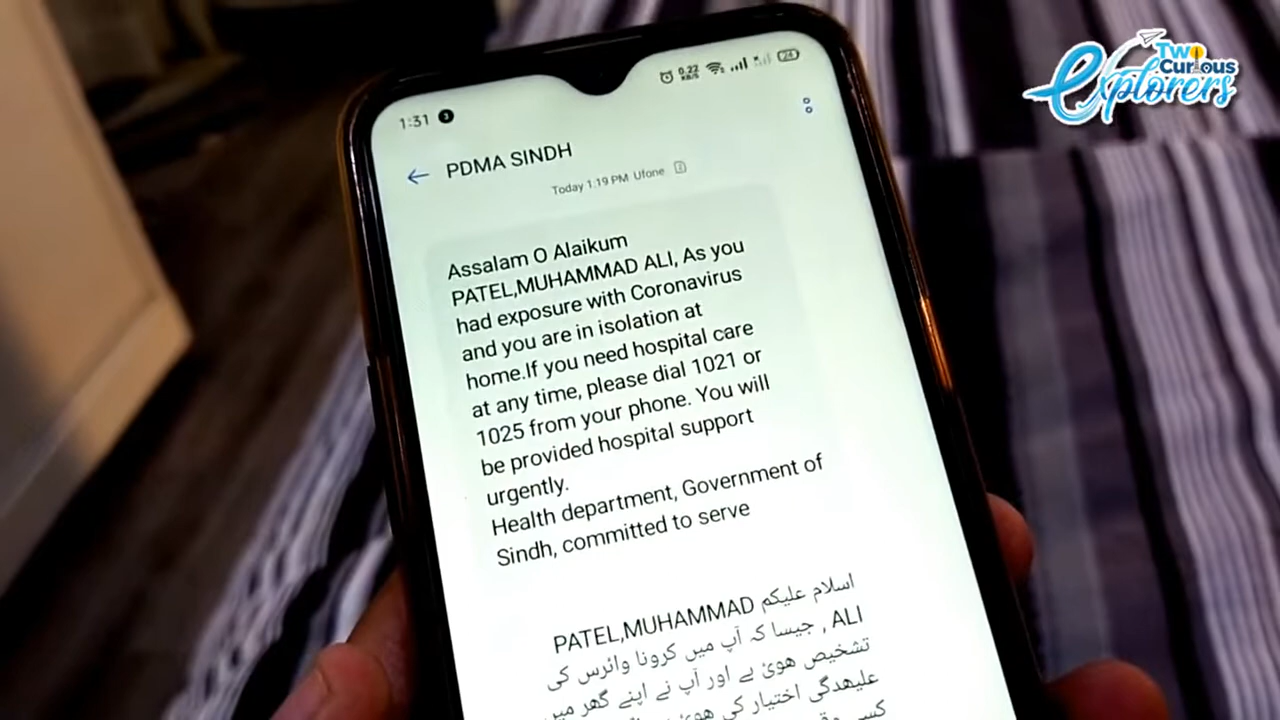 Two
Curious
Explorers
1:31
0.22
KB/S
24
PDMA SINDH
Today 1:19 PM Ufone
Assalam O Alaikum
PATEL,MUHAMMAD ALI, As you
had exposure with Coronavirus
and you are in isolation at
home.If you need hospital care
at any time, please dial 1021 or
1025 from your phone. You will
be provided hospital support
urgently.
Health department, Government of
Sindh, committed to serve
اسلام علیکم PATEL,MUHAMMAD
ALI , جیسا کہ آپ میں کرونا وائرس کی
تشخیص ھوئ ہے اور آپ نے اپنے گھر میں
علیھدگی اختیار کی ھوئ
کسی